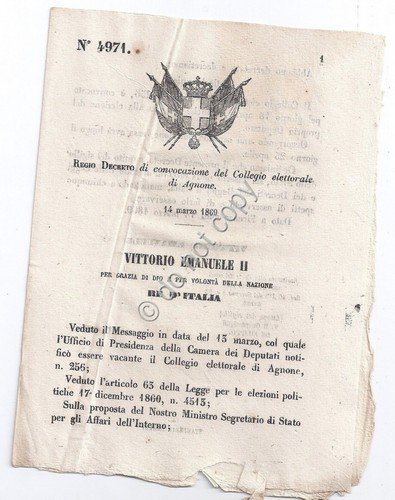 N° 4971.
1
REGIO DECRETO di convocazione del Collegio elettorale
di Agnone.
14 marzo 1869
VITTORIO EMANUELE II
PER GRAZIA DI DIO E PER VOLONTÀ DELLA NAZIONE
RE D'ITALIA
Veduto il Messaggio in data del 13 marzo, col quale
l'Ufficio di Presidenza della Camera dei Deputati noti-
ficò essere vacante il Collegio elettorale di Agnone,
n. 256;
Veduto l'articolo 63 della Legge per le elezioni poli-
tiche 17 dicembre 1860, n. 4513;
Sulla proposta del Nostro Ministro Segretario di Stato
per gli Affari dell'Interno;
do not copy